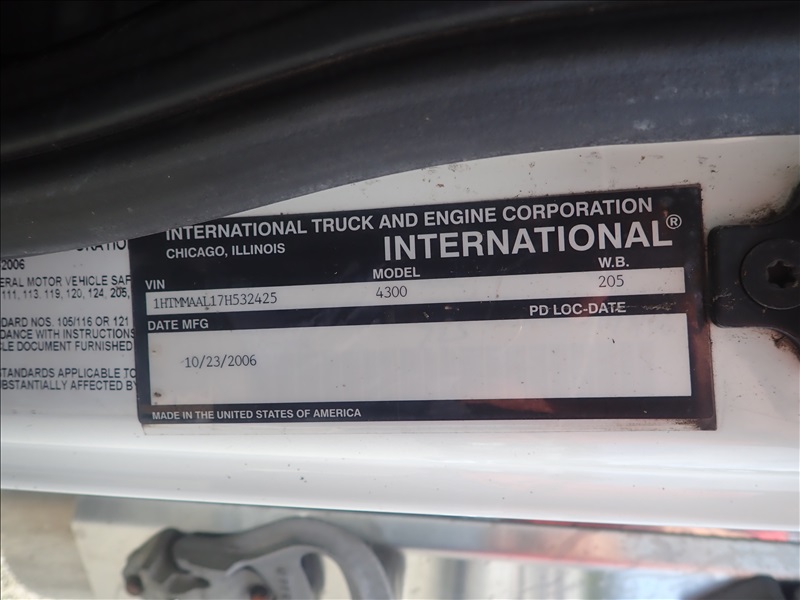 INTERNATIONAL TRUCK AND ENGINE CORPORATION
CHICAGO, ILLINOIS
INTERNATIONAL®
VIN MODEL W.B.
1HTMMAAL17H532425 4300 205
DATE MFG PD LOC-DATE
10/23/2006
MADE IN THE UNITED STATES OF AMERICA
2006
ERAL MOTOR VEHICLE SAF
111, 113, 119, 120, 124, 205,
DARD NOS. 105/116 OR 121
DANCE WITH INSTRUCTIONS
LE DOCUMENT FURNISHED
STANDARDS APPLICABLE TO
SUBSTANTIALLY AFFECTED BY